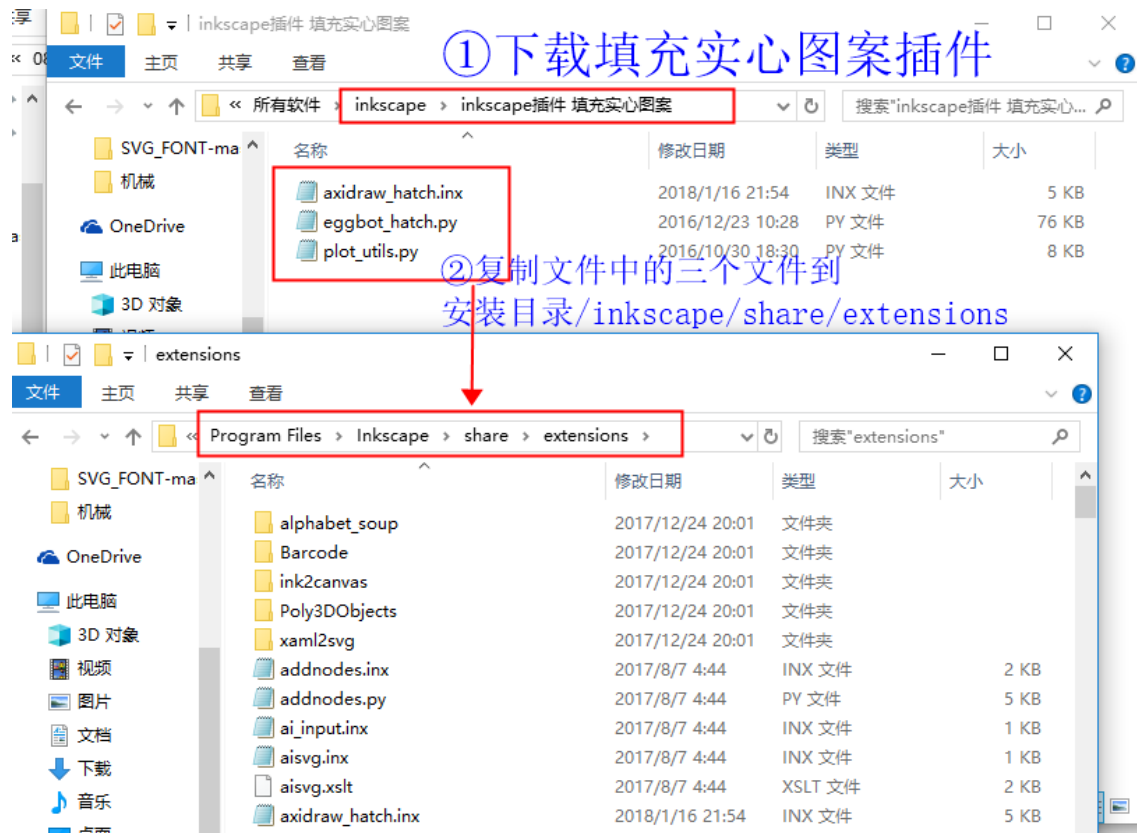 享
inkscape插件 填充实心图案
①下载填充实心图案插件
文件 主页 共享 查看
« 所有软件 › inkscape › inkscape插件 填充实心图案
搜索"inkscape插件 填充实心...
SVG_FONT-ma
机械
OneDrive
此电脑
3D 对象
名称 修改日期 类型 大小
axidraw_hatch.inx 2018/1/16 21:54 INX 文件 5 KB
eggbot_hatch.py 2016/12/23 10:28 PY 文件 76 KB
plot_utils.py 2016/10/30 18:30 PY 文件 8 KB
②复制文件中的三个文件到
安装目录/inkscape/share/extensions
extensions
文件 主页 共享 查看
« Program Files › Inkscape › share › extensions ›
搜索"extensions"
SVG_FONT-ma
机械
OneDrive
此电脑
3D 对象
视频
图片
文档
下载
音乐
桌面
名称 修改日期 类型 大小
alphabet_soup 2017/12/24 20:01 文件夹
Barcode 2017/12/24 20:01 文件夹
ink2canvas 2017/12/24 20:01 文件夹
Poly3DObjects 2017/12/24 20:01 文件夹
xaml2svg 2017/12/24 20:01 文件夹
addnodes.inx 2017/8/7 4:44 INX 文件 2 KB
addnodes.py 2017/8/7 4:44 PY 文件 5 KB
ai_input.inx 2017/8/7 4:44 INX 文件 1 KB
aisvg.inx 2017/8/7 4:44 INX 文件 1 KB
aisvg.xslt 2017/8/7 4:44 XSLT 文件 2 KB
axidraw_hatch.inx 2018/1/16 21:54 INX 文件 5 KB